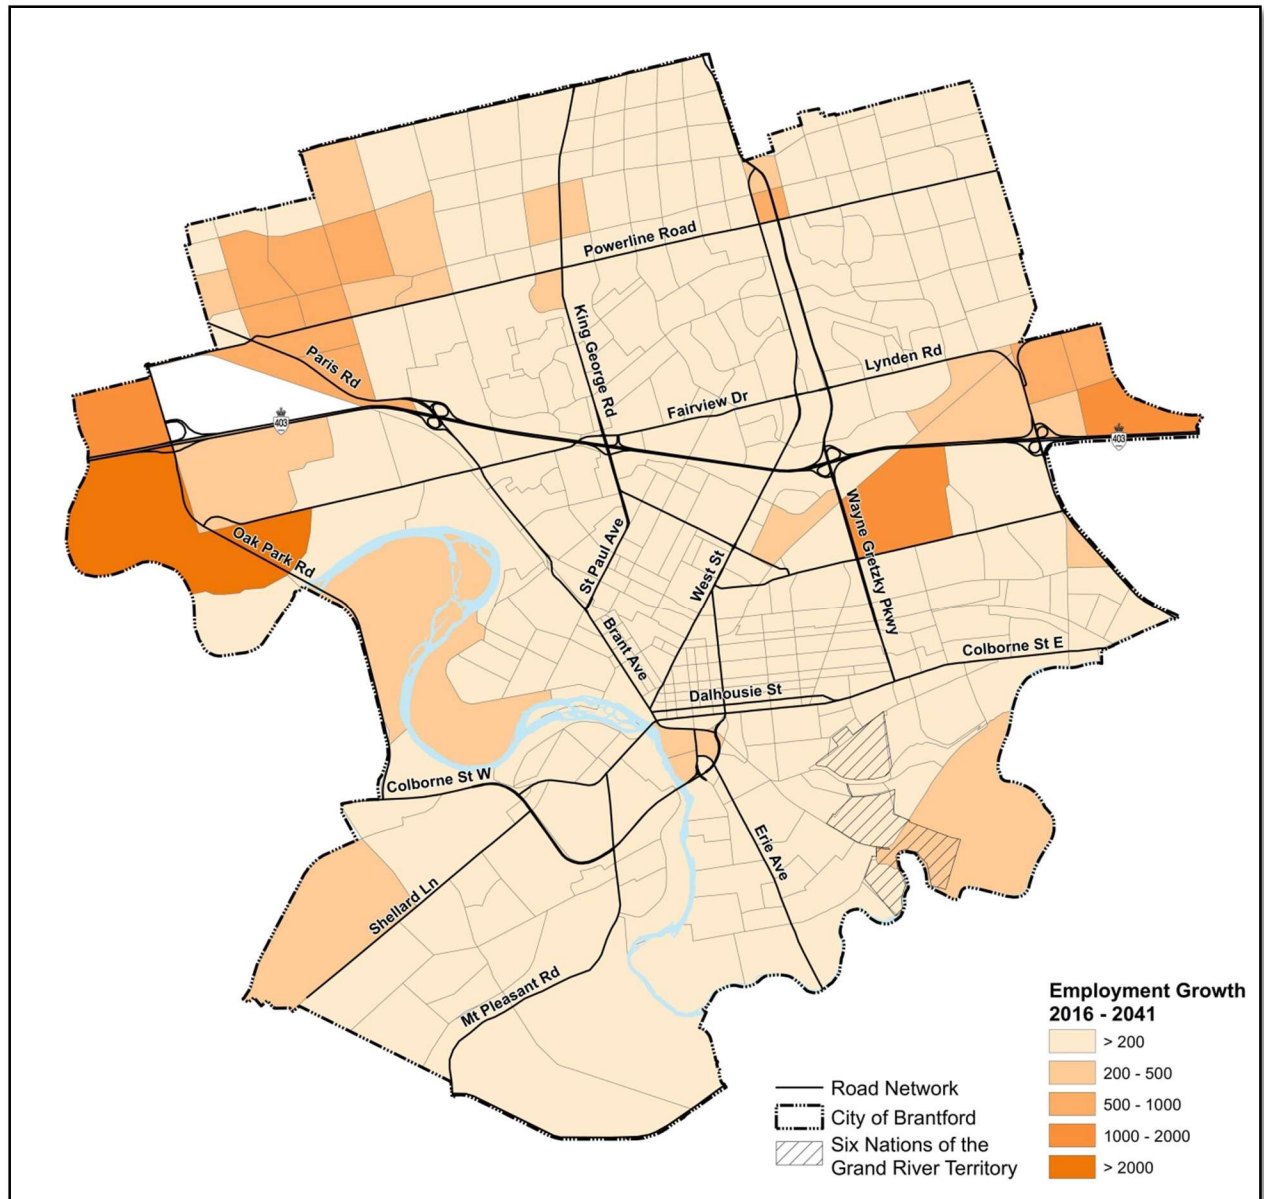 Powerline Road
King George Rd
Paris Rd
Lynden Rd
Fairview Dr
403
403
Wayne Gretzky Pkwy
Oak Park Rd
St Paul Ave
West St
Brant Ave
Colborne St E
Dalhousie St
Colborne St W
Erie Ave
Shellard Ln
Mt Pleasant Rd
Employment Growth
2016 - 2041
> 200
200 - 500
500 - 1000
1000 - 2000
> 2000
Road Network
City of Brantford
Six Nations of the
Grand River Territory